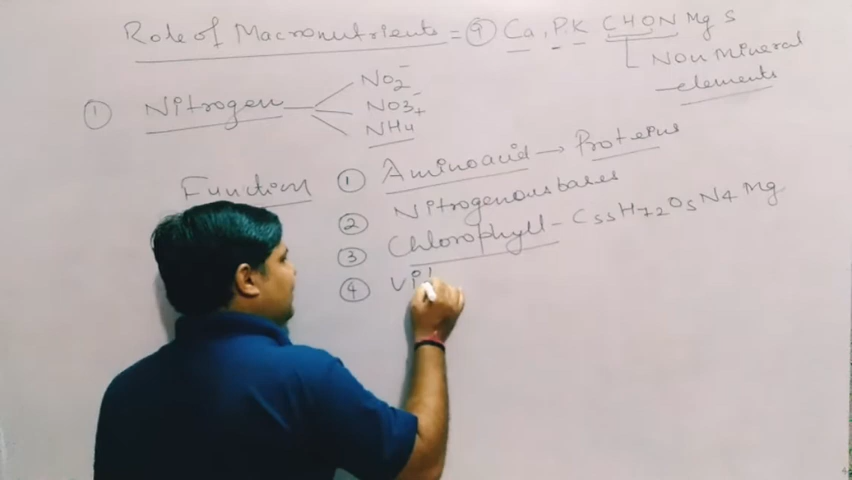 Role of Macronutrients = ⑨ Ca, P, K CHON Mg S
Non Mineral
elements
① Nitrogen
NO2-
NO3-
NH4+
Function ① Aminoacid → Proteins
② Nitrogenous bases
③ Chlorophyll - C55H72O5N4Mg
④ Vit